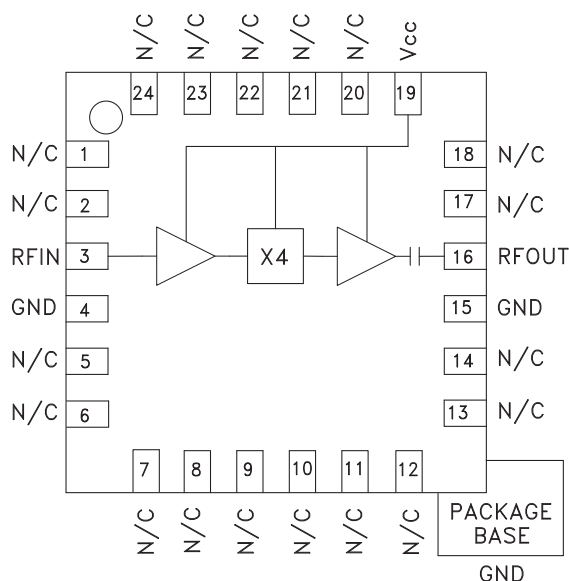 N/C N/C N/C N/C N/C Vcc
24 23 22 21 20 19
N/C 1 18 N/C
N/C 2 17 N/C
RFIN 3 X4 16 RFOUT
GND 4 15 GND
N/C 5 14 N/C
N/C 6 13 N/C
7 8 9 10 11 12
N/C N/C N/C N/C N/C N/C
PACKAGE
BASE
GND